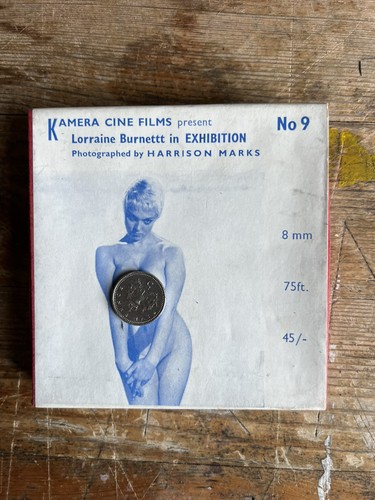 KAMERA CINE FILMS present
No 9
Lorraine Burnettt in EXHIBITION
Photographed by HARRISON MARKS
8 mm
75ft.
45/-